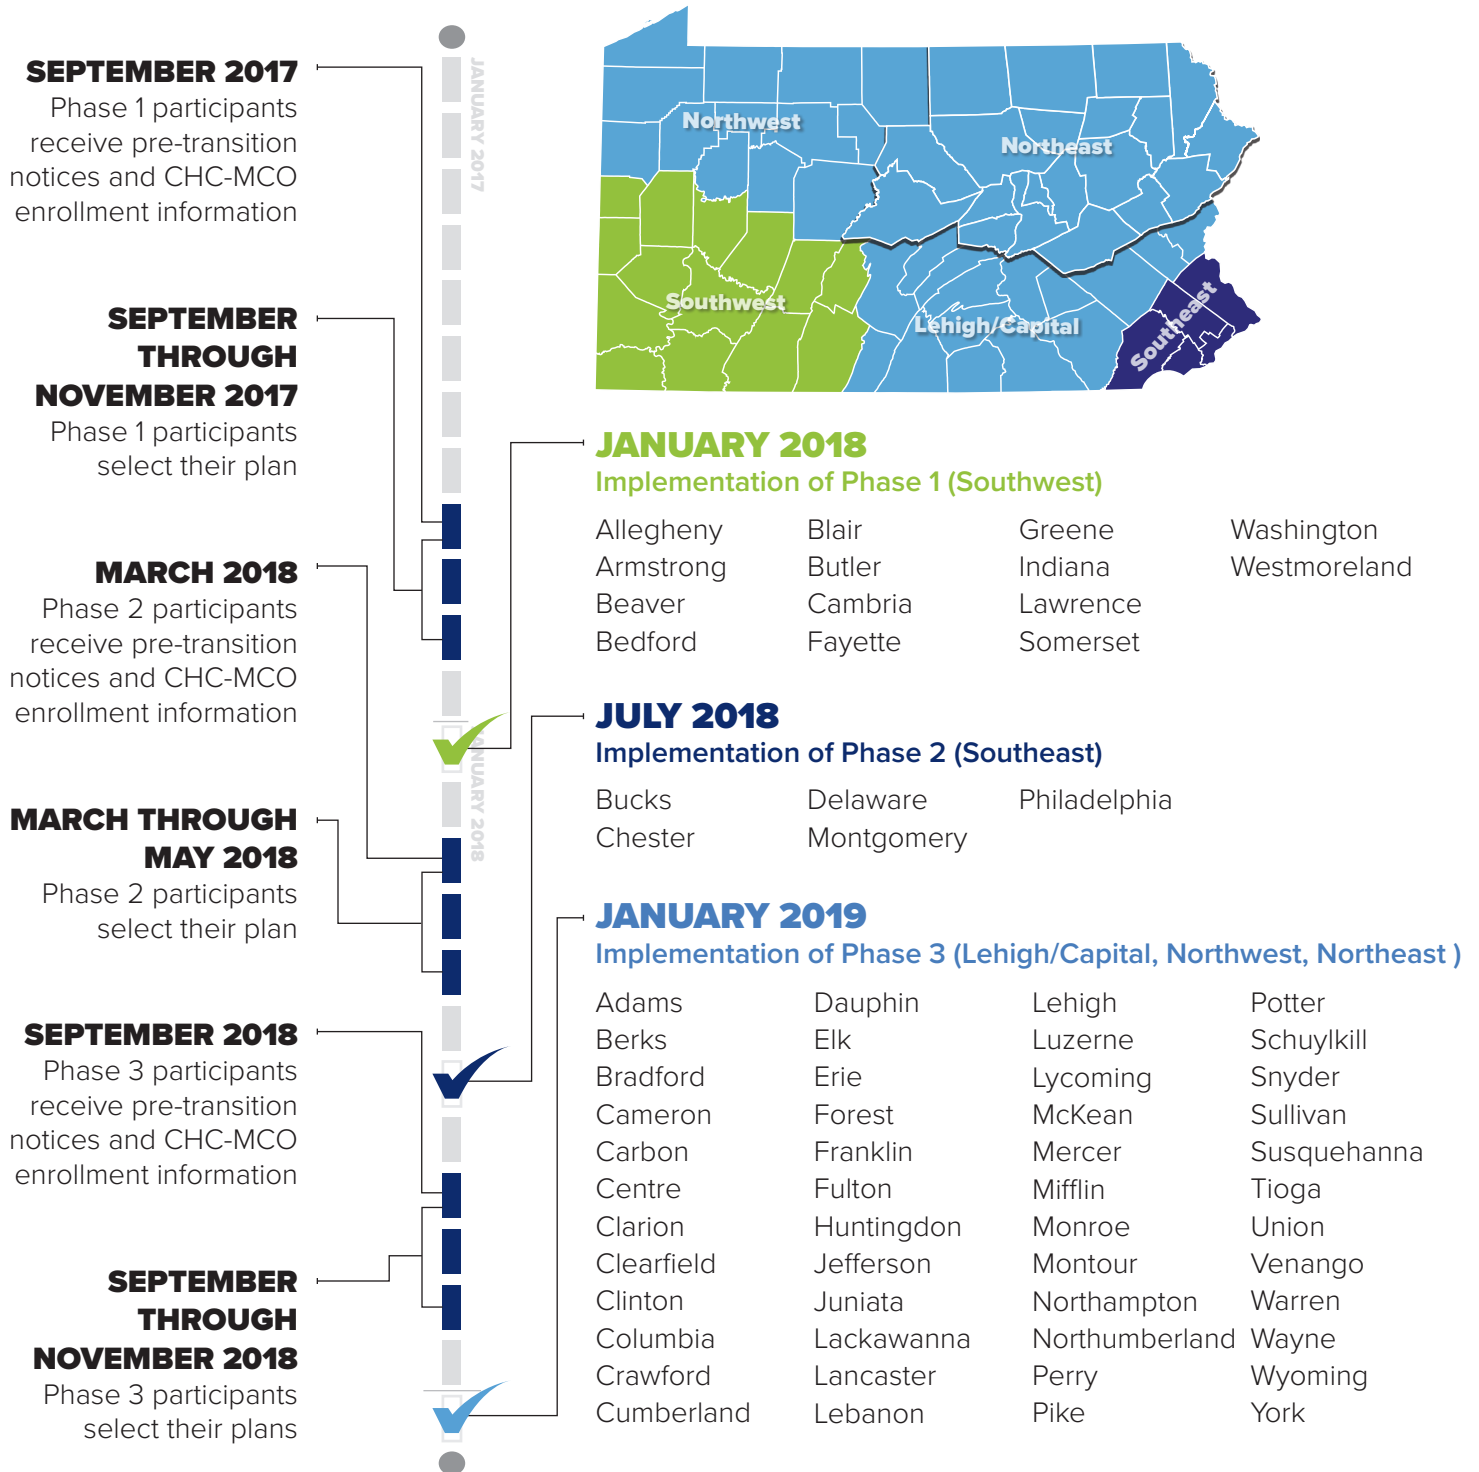 SEPTEMBER 2017
Phase 1 participants
receive pre-transition
notices and CHC-MCO
enrollment information
SEPTEMBER
THROUGH
NOVEMBER 2017
Phase 1 participants
select their plan
MARCH 2018
Phase 2 participants
receive pre-transition
notices and CHC-MCO
enrollment information
MARCH THROUGH
MAY 2018
Phase 2 participants
select their plan
SEPTEMBER 2018
Phase 3 participants
receive pre-transition
notices and CHC-MCO
enrollment information
SEPTEMBER
THROUGH
NOVEMBER 2018
Phase 3 participants
select their plans
JANUARY 2017
JANUARY 2018
Northwest
Northeast
Southwest
Lehigh/Capital
Southeast
JANUARY 2018
Implementation of Phase 1 (Southwest)
Allegheny Blair Greene Washington
Armstrong Butler Indiana Westmoreland
Beaver Cambria Lawrence
Bedford Fayette Somerset
JULY 2018
Implementation of Phase 2 (Southeast)
Bucks Delaware Philadelphia
Chester Montgomery
JANUARY 2019
Implementation of Phase 3 (Lehigh/Capital, Northwest, Northeast )
Adams Dauphin Lehigh Potter
Berks Elk Luzerne Schuylkill
Bradford Erie Lycoming Snyder
Cameron Forest McKean Sullivan
Carbon Franklin Mercer Susquehanna
Centre Fulton Mifflin Tioga
Clarion Huntingdon Monroe Union
Clearfield Jefferson Montour Venango
Clinton Juniata Northampton Warren
Columbia Lackawanna Northumberland Wayne
Crawford Lancaster Perry Wyoming
Cumberland Lebanon Pike York